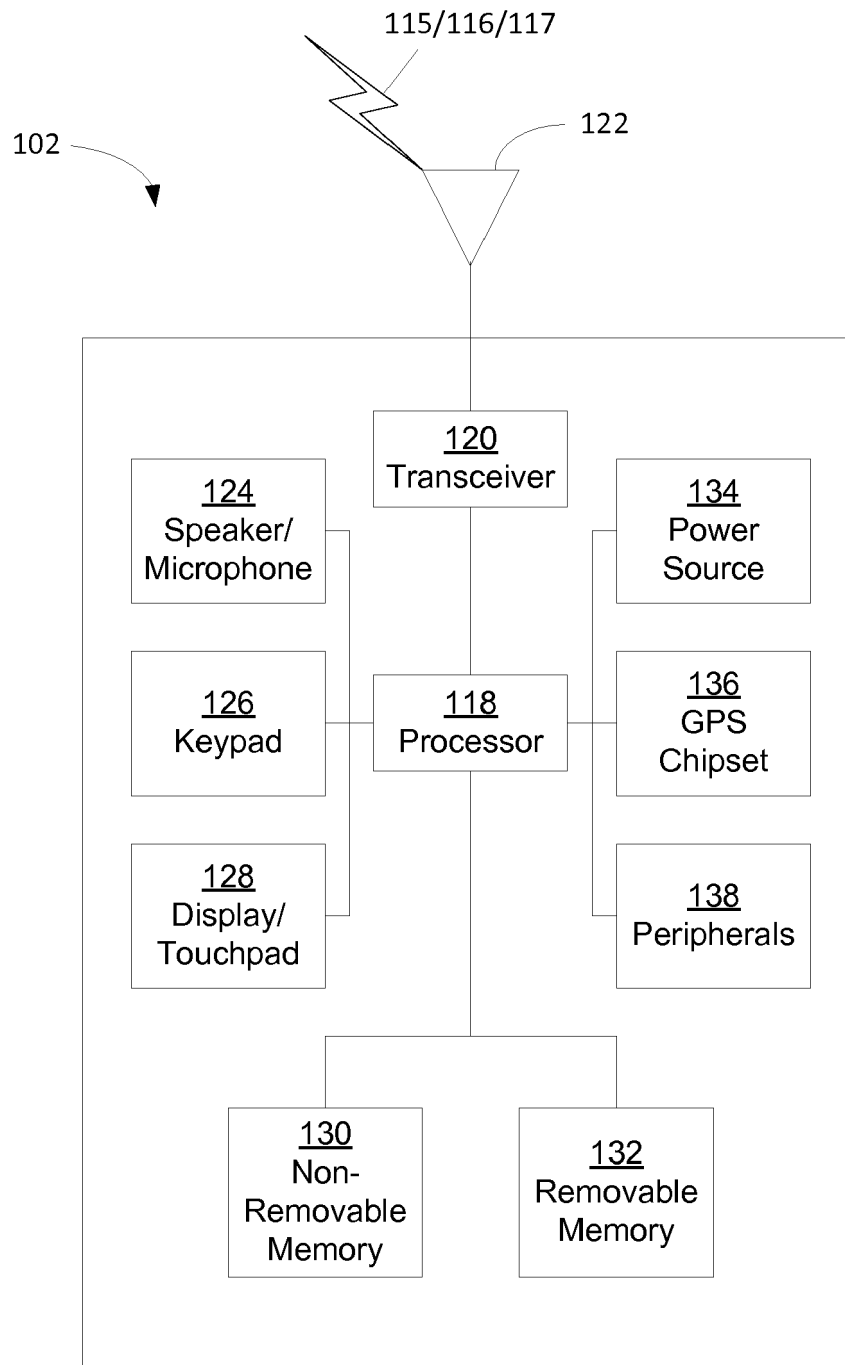 115/116/117
122
102
120
Transceiver
124
Speaker/
Microphone
134
Power
Source
126
Keypad
118
Processor
136
GPS
Chipset
128
Display/
Touchpad
138
Peripherals
130
Non-
Removable
Memory
132
Removable
Memory